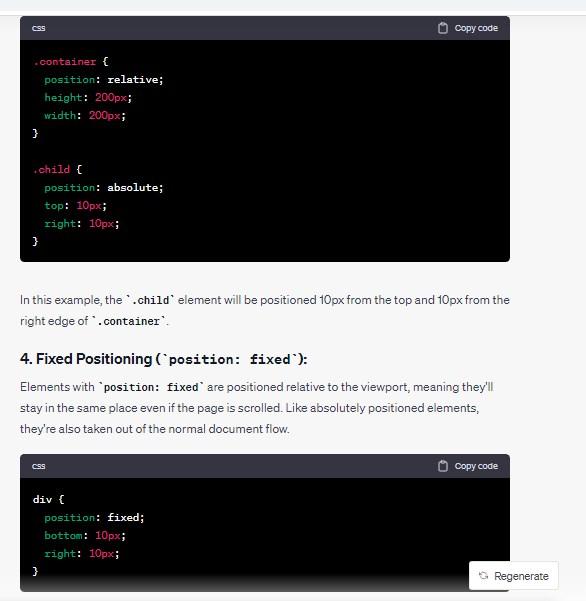 css Copy code
.container {
position: relative;
height: 200px;
width: 200px;
}
.child {
position: absolute;
top: 10px;
right: 10px;
}
In this example, the `.child` element will be positioned 10px from the top and 10px from the
right edge of `.container`.
4. Fixed Positioning (`position: fixed`):
Elements with `position: fixed` are positioned relative to the viewport, meaning they'll
stay in the same place even if the page is scrolled. Like absolutely positioned elements,
they're also taken out of the normal document flow.
css Copy code
div {
position: fixed;
bottom: 10px;
right: 10px;
}
Regenerate